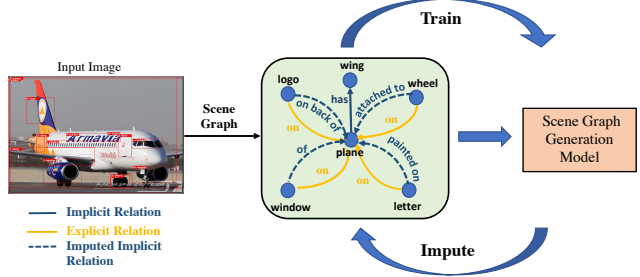 Train
Input Image
Scene
Graph
logo
wing
wheel
on back of
has
attached to
on
on
plane
of
on
on
painted on
window
letter
Scene Graph
Generation
Model
Armavia
Implicit Relation
Explicit Relation
Imputed Implicit
Relation
Impute